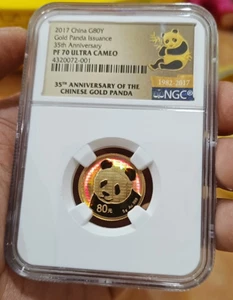 2017 China G80Y
Gold Panda Issuance
35th Anniversary
PF 70 ULTRA CAMEO
4320072-001
1982-2017
35TH ANNIVERSARY OF THE
CHINESE GOLD PANDA
NGC
80元